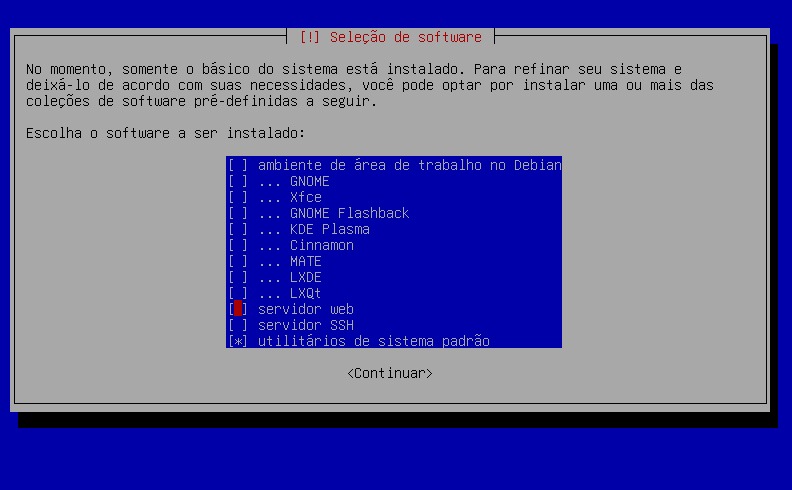 [!] Seleção de software
No momento, somente o básico do sistema está instalado. Para refinar seu sistema e
deixá-lo de acordo com suas necessidades, você pode optar por instalar uma ou mais das
coleções de software pré-definidas a seguir.
Escolha o software a ser instalado:
[ ] ambiente de área de trabalho no Debian
[ ] ... GNOME
[ ] ... Xfce
[ ] ... GNOME Flashback
[ ] ... KDE Plasma
[ ] ... Cinnamon
[ ] ... MATE
[ ] ... LXDE
[ ] ... LXQt
[ ] servidor web
[ ] servidor SSH
[*] utilitários de sistema padrão
<Continuar>